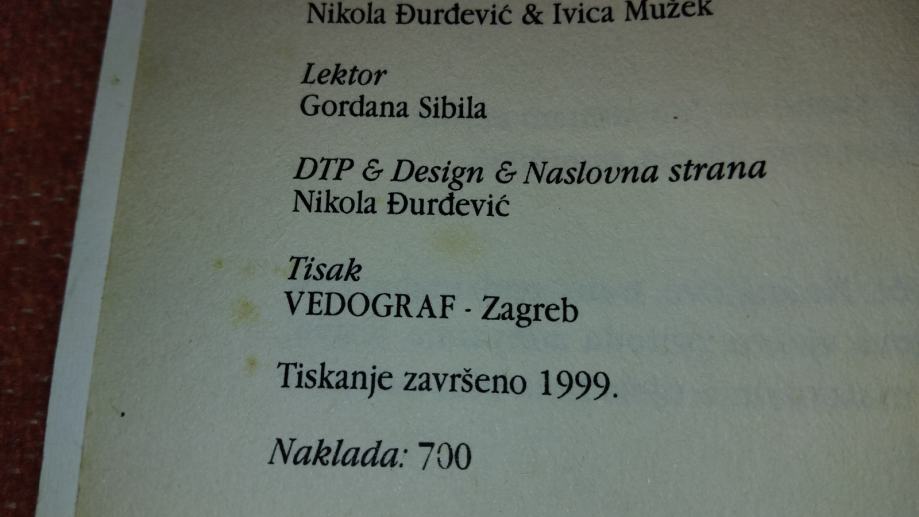 Nikola Đurđević & Ivica Mužek
Lektor
Gordana Sibila
DTP & Design & Naslovna strana
Nikola Đurđević
Tisak
VEDOGRAF - Zagreb
Tiskanje završeno 1999.
Naklada: 700